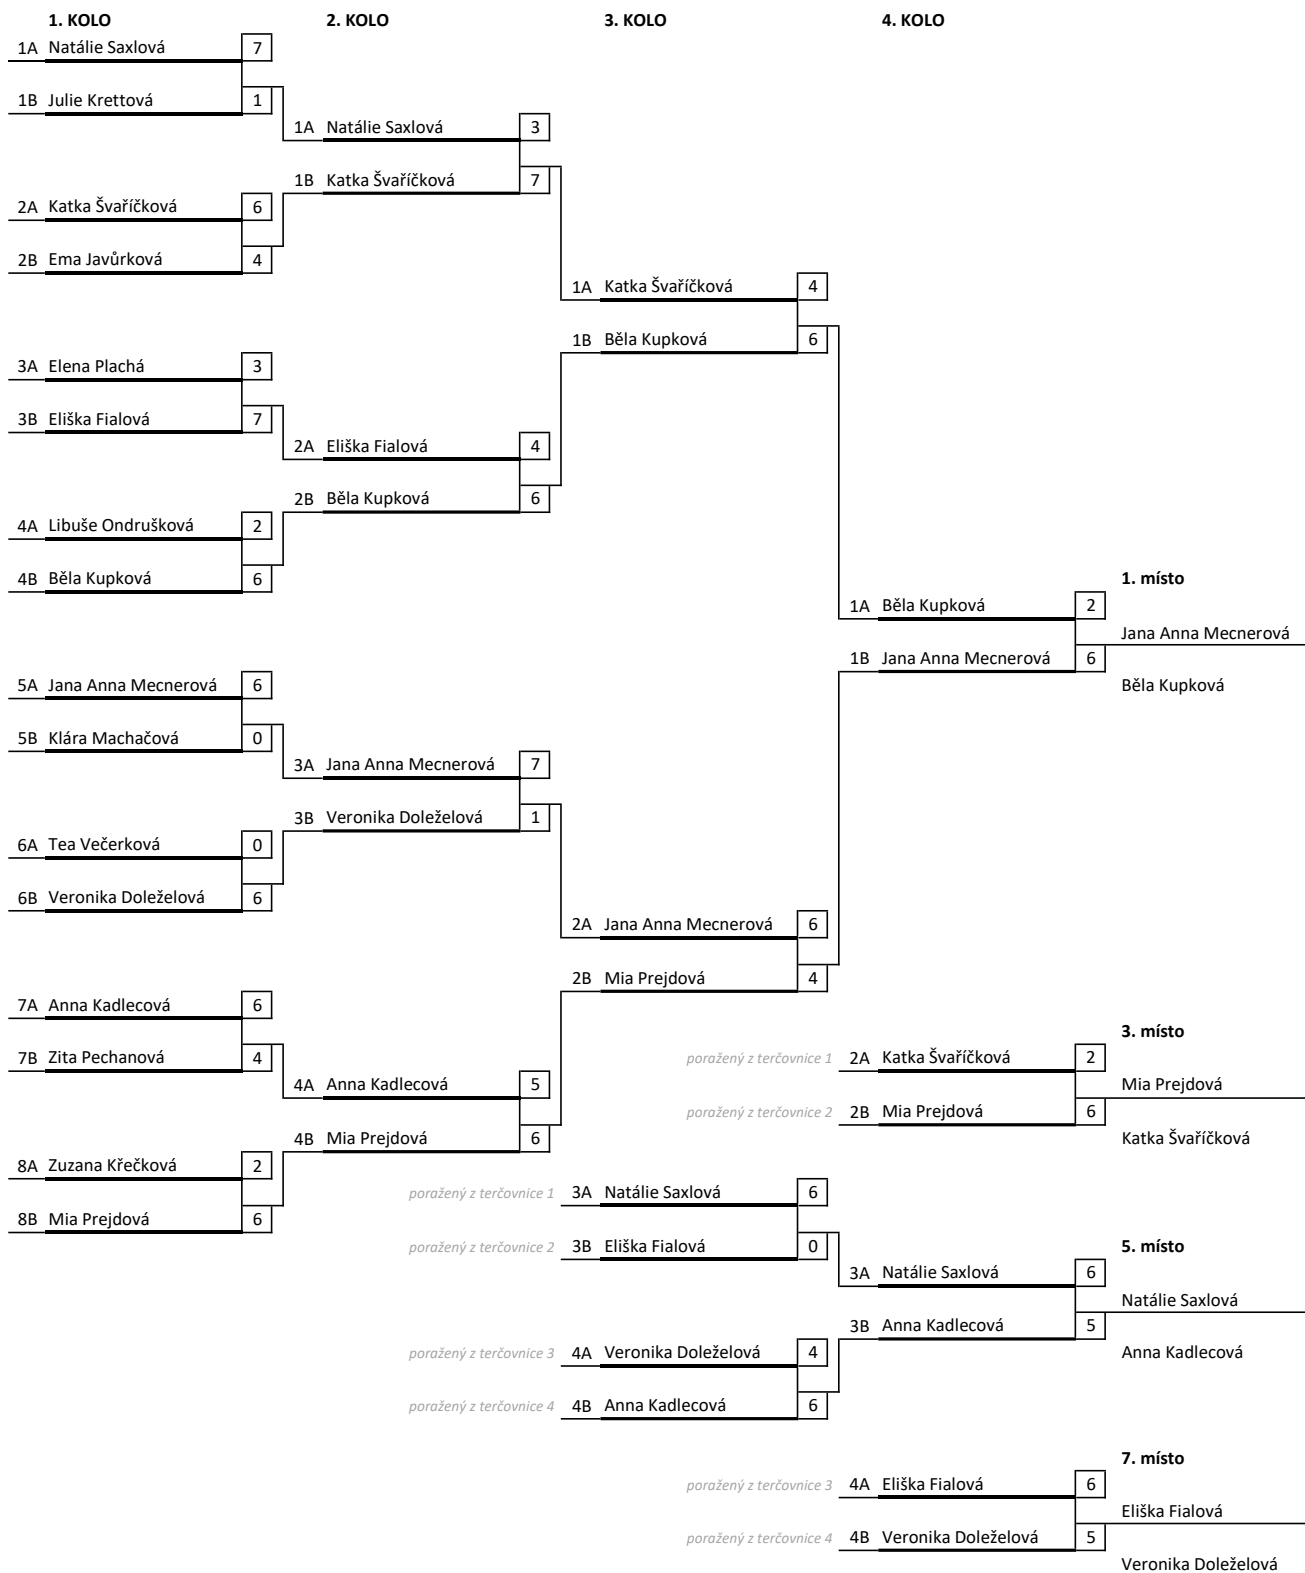 1. KOLO 2. KOLO 3. KOLO 4. KOLO
1A Natálie Saxlová 7
1B Julie Krettová 1
1A Natálie Saxlová 3
1B Katka Švaříčková 7
2A Katka Švaříčková 6
2B Ema Javůrková 4
1A Katka Švaříčková 4
1B Běla Kupková 6
3A Elena Plachá 3
3B Eliška Fialová 7
2A Eliška Fialová 4
2B Běla Kupková 6
4A Libuše Ondrušková 2
4B Běla Kupková 6
1. místo
1A Běla Kupková 2
Jana Anna Mecnerová
1B Jana Anna Mecnerová 6
Běla Kupková
5A Jana Anna Mecnerová 6
5B Klára Machačová 0
3A Jana Anna Mecnerová 7
3B Veronika Doleželová 1
6A Tea Večerková 0
6B Veronika Doleželová 6
2A Jana Anna Mecnerová 6
2B Mia Prejdová 4
7A Anna Kadlecová 6
7B Zita Pechanová 4
3. místo
poražený z terčovnice 1 2A Katka Švaříčková 2
Mia Prejdová
poražený z terčovnice 2 2B Mia Prejdová 6
Katka Švaříčková
4A Anna Kadlecová 5
4B Mia Prejdová 6
8A Zuzana Křečková 2
8B Mia Prejdová 6
poražený z terčovnice 1 3A Natálie Saxlová 6
poražený z terčovnice 2 3B Eliška Fialová 0
5. místo
3A Natálie Saxlová 6
Natálie Saxlová
3B Anna Kadlecová 5
Anna Kadlecová
poražený z terčovnice 3 4A Veronika Doleželová 4
poražený z terčovnice 4 4B Anna Kadlecová 6
7. místo
poražený z terčovnice 3 4A Eliška Fialová 6
Eliška Fialová
poražený z terčovnice 4 4B Veronika Doleželová 5
Veronika Doleželová